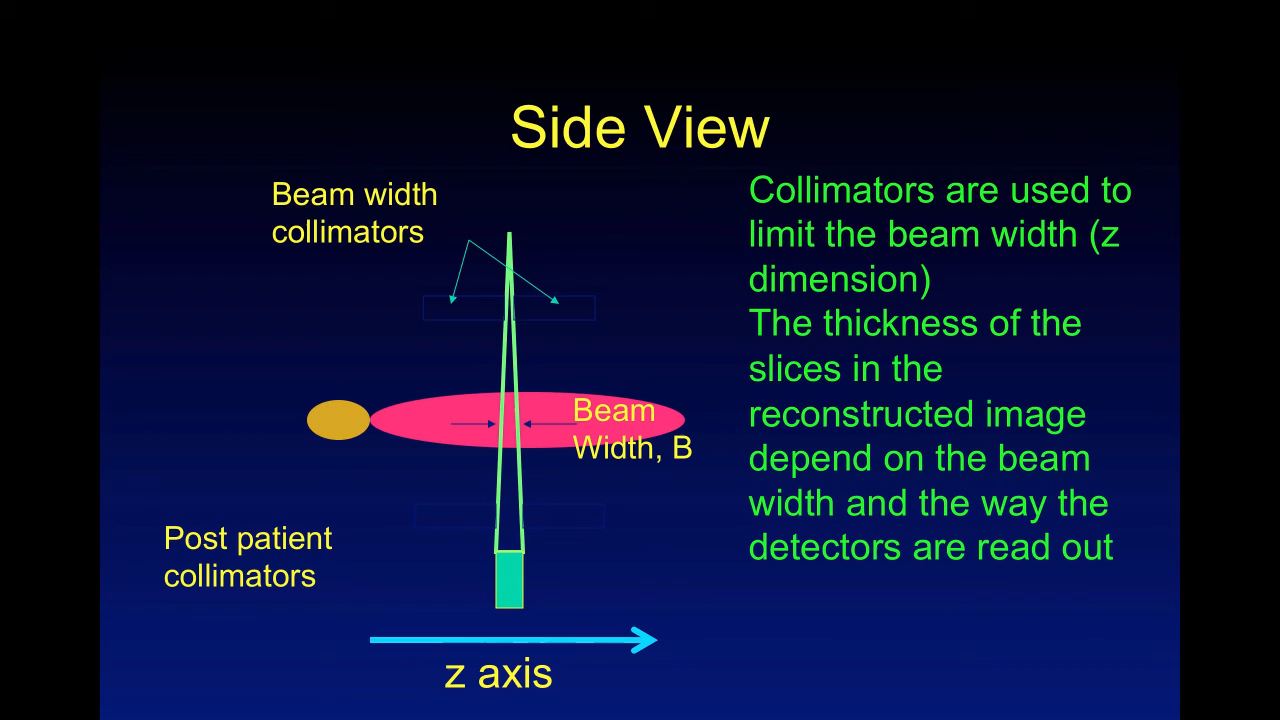 Side View
Beam width
collimators
Collimators are used to
limit the beam width (z
dimension)
The thickness of the
slices in the
reconstructed image
depend on the beam
width and the way the
detectors are read out
Beam
Width, B
Post patient
collimators
z axis